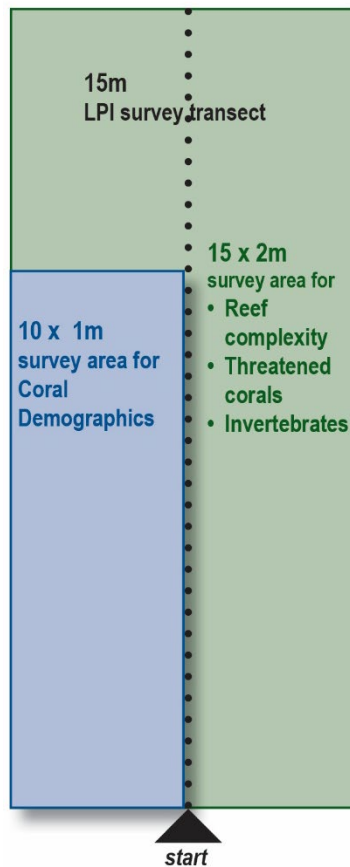 15m
LPI survey transect
15 x 2m
survey area for
• Reef
complexity
• Threatened
corals
• Invertebrates
10 x 1m
survey area for
Coral
Demographics
start